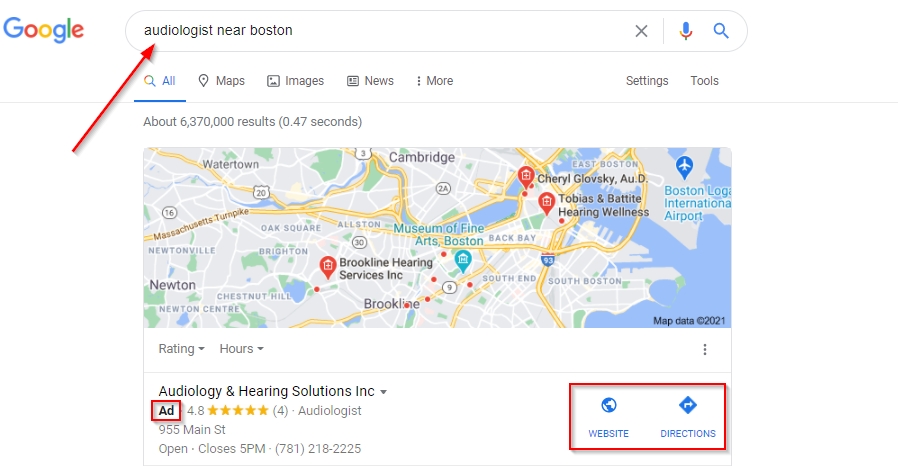 Google
audiologist near boston
All
Maps
Images
News
More
Settings
Tools
About 6,370,000 results (0.47 seconds)
3
Watertown
Cambridge
EAST BOSTON
Cheryl Glovsky, Au.D.
20
2A
Boston Loga
International
Airport
Tobias & Battite
Hearing Wellness
16
Massachusetts Turnpike
ALLSTON
OAK SQUARE
Museum of Fine
Arts, Boston
BACK BAY
NEWTONVILLE
BRIGHTON
30
93
Brookline Hearing
Services Inc
SOUTH END
SOUTH BOSTON
Newton
CHESTNUT HILL
9
NEWTON CENTRE
Brookline
Map data ©2021
Rating
Hours
Audiology & Hearing Solutions Inc
Ad · 4.8 ★★★★★ (4) · Audiologist
955 Main St
Open · Closes 5PM · (781) 218-2225
WEBSITE
DIRECTIONS